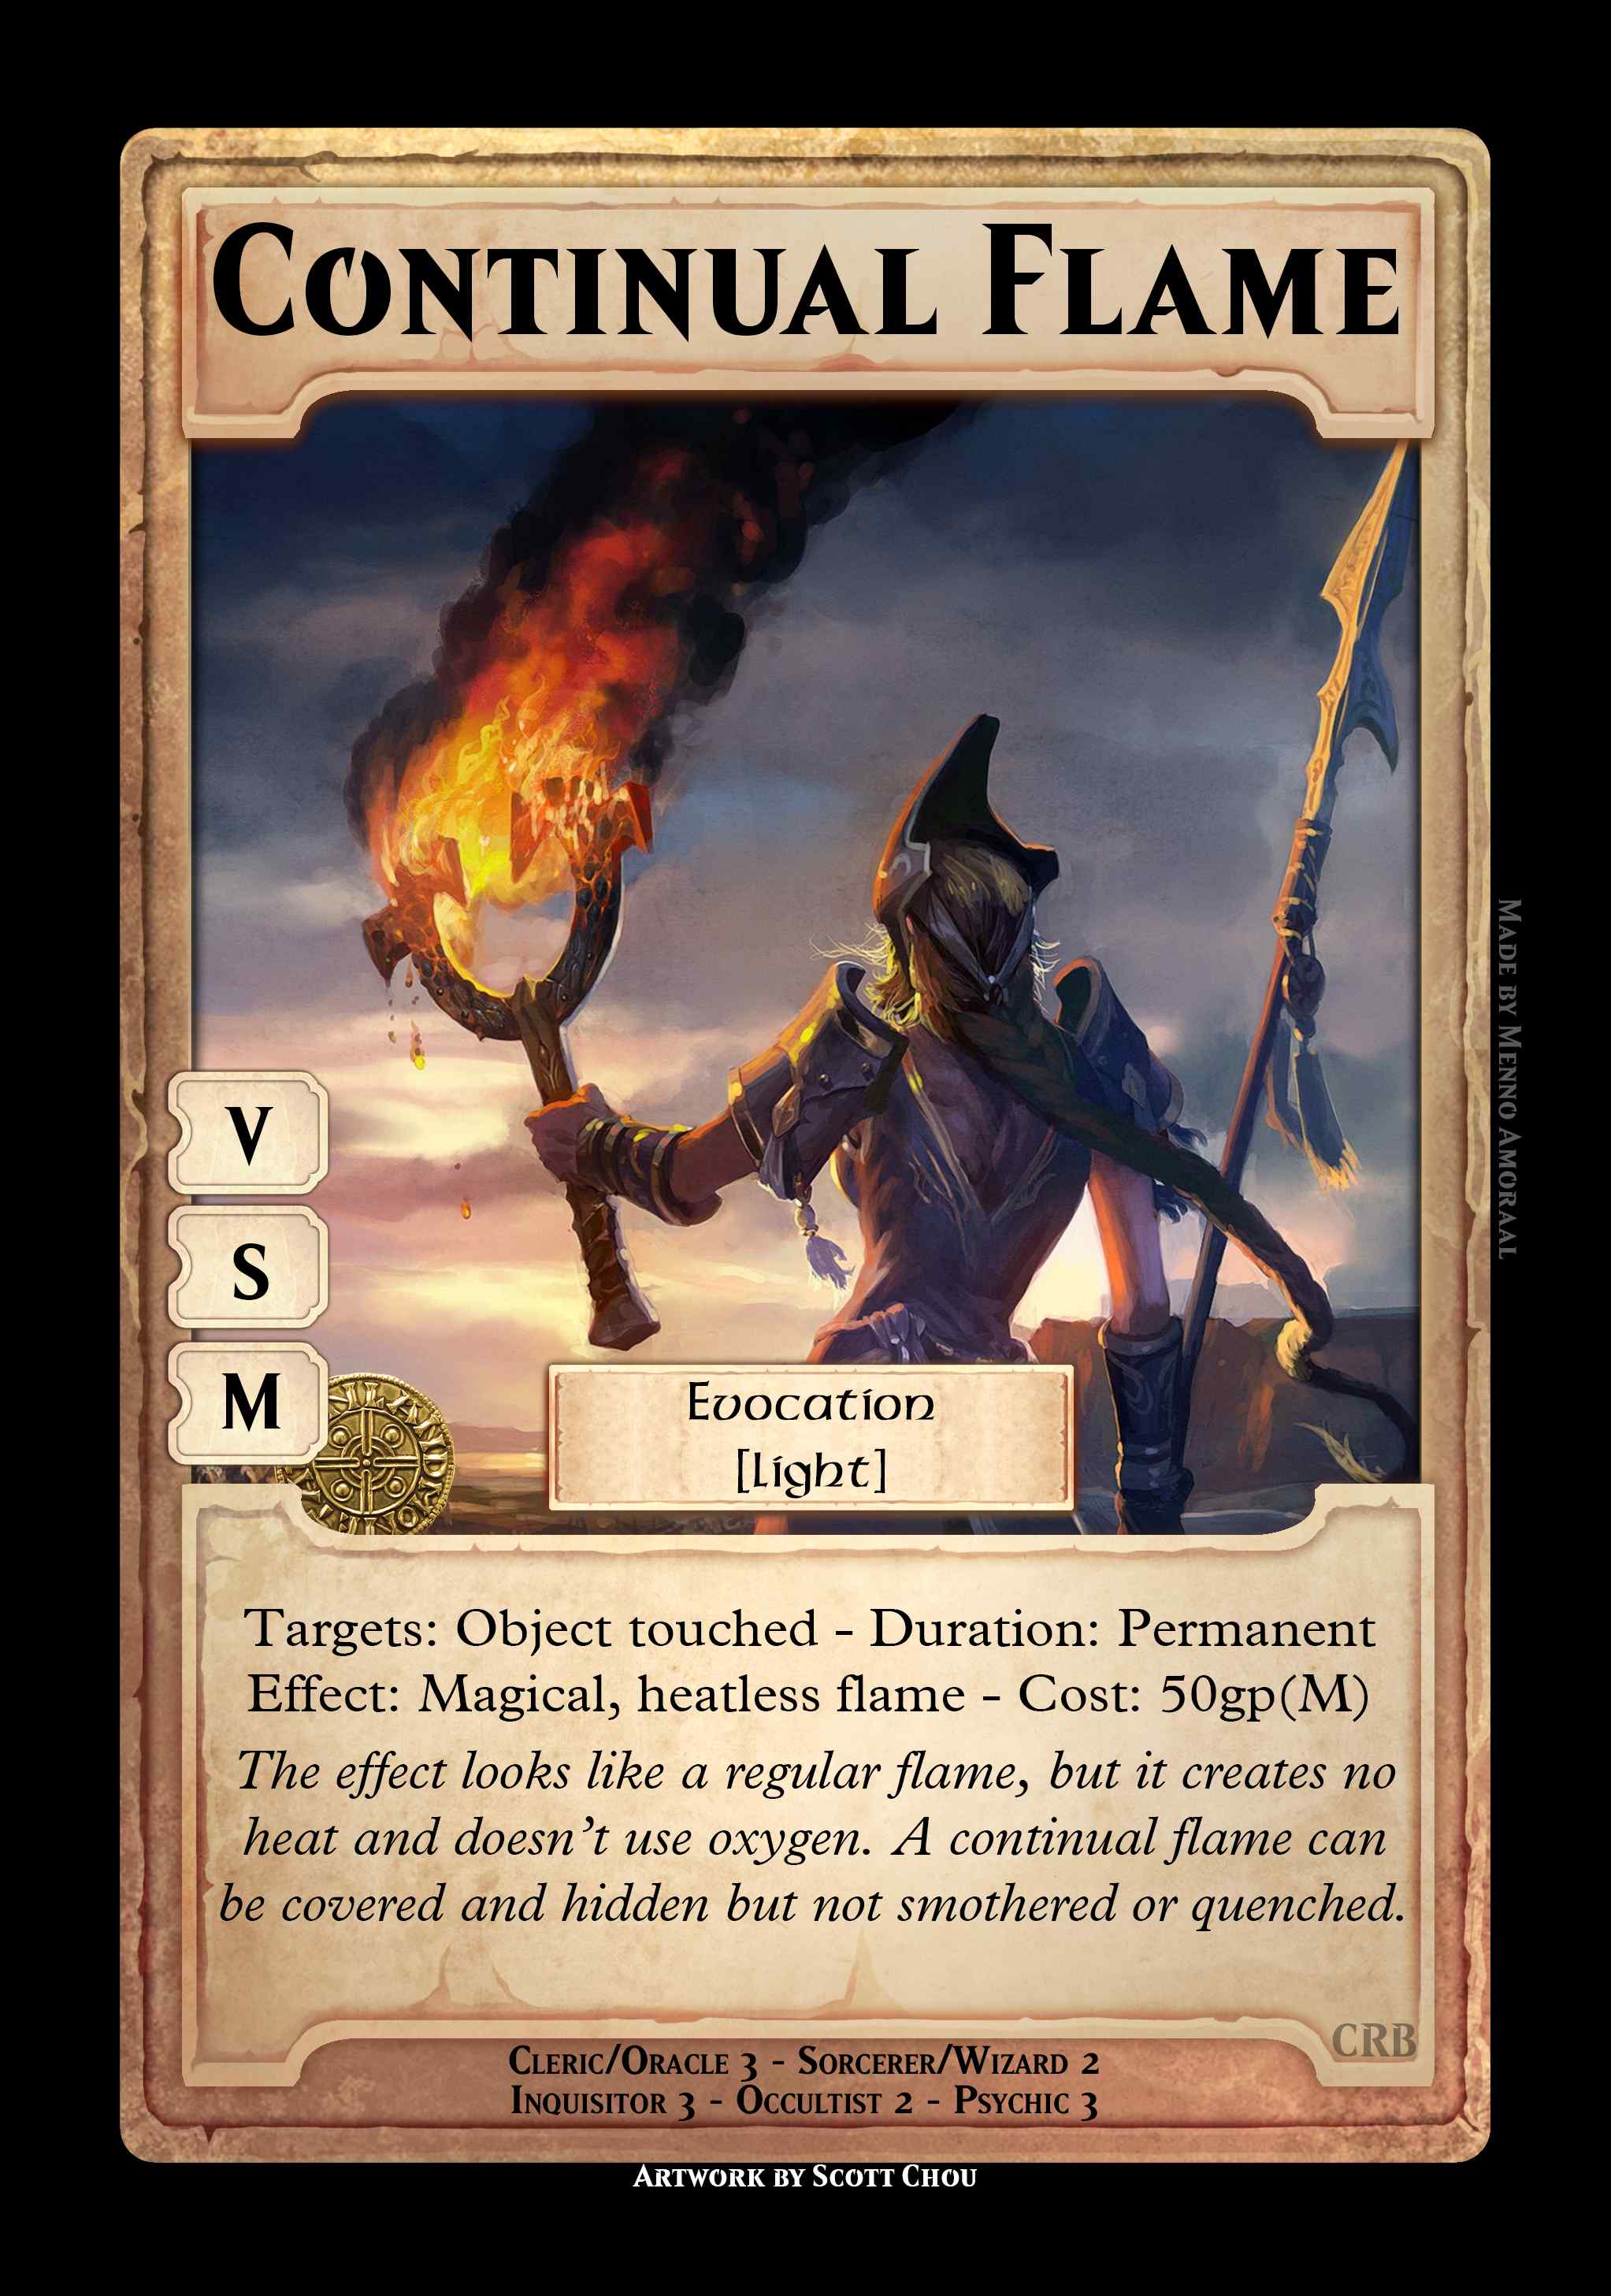 Continual Flame
V
S
M
Evocation
[Light]
Targets: Object touched - Duration: Permanent
Effect: Magical, heatless flame - Cost: 50gp(M)
The effect looks like a regular flame, but it creates no
heat and doesn't use oxygen. A continual flame can
be covered and hidden but not smothered or quenched.
CRB
Cleric/Oracle 3 - Sorcerer/Wizard 2
Inquisitor 3 - Occultist 2 - Psychic 3
Artwork by Scott Chou
Made by Menno Amoraal